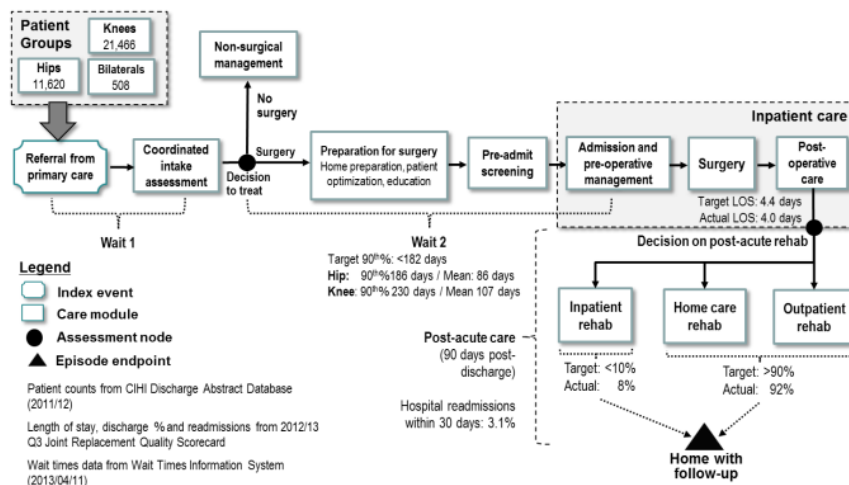 Patient
Groups
Knees
21,466
Hips
11,620
Bilaterals
508
Non-surgical
management
No
surgery
Inpatient care
Referral from
primary care
Coordinated
intake
assessment
Surgery
Decision
to treat
Preparation for surgery
Home preparation, patient
optimization, education
Pre-admit
screening
Admission and
pre-operative
management
Surgery
Post-
operative
care
Target LOS: 4.4 days
Actual LOS: 4.0 days
Wait 1
Wait 2
Target 90th%: <182 days
Hip: 90th%186 days / Mean: 86 days
Knee: 90th% 230 days / Mean 107 days
Decision on post-acute rehab
Legend
Index event
Care module
Assessment node
Episode endpoint
Inpatient
rehab
Home care
rehab
Outpatient
rehab
Post-acute care
(90 days post-
discharge)
Target: <10%
Actual: 8%
Target: >90%
Actual: 92%
Hospital readmissions
within 30 days: 3.1%
Home with
follow-up
Patient counts from CIHI Discharge Abstract Database
(2011/12)
Length of stay, discharge % and readmissions from 2012/13
Q3 Joint Replacement Quality Scorecard
Wait times data from Wait Times Information System
(2013/04/11)